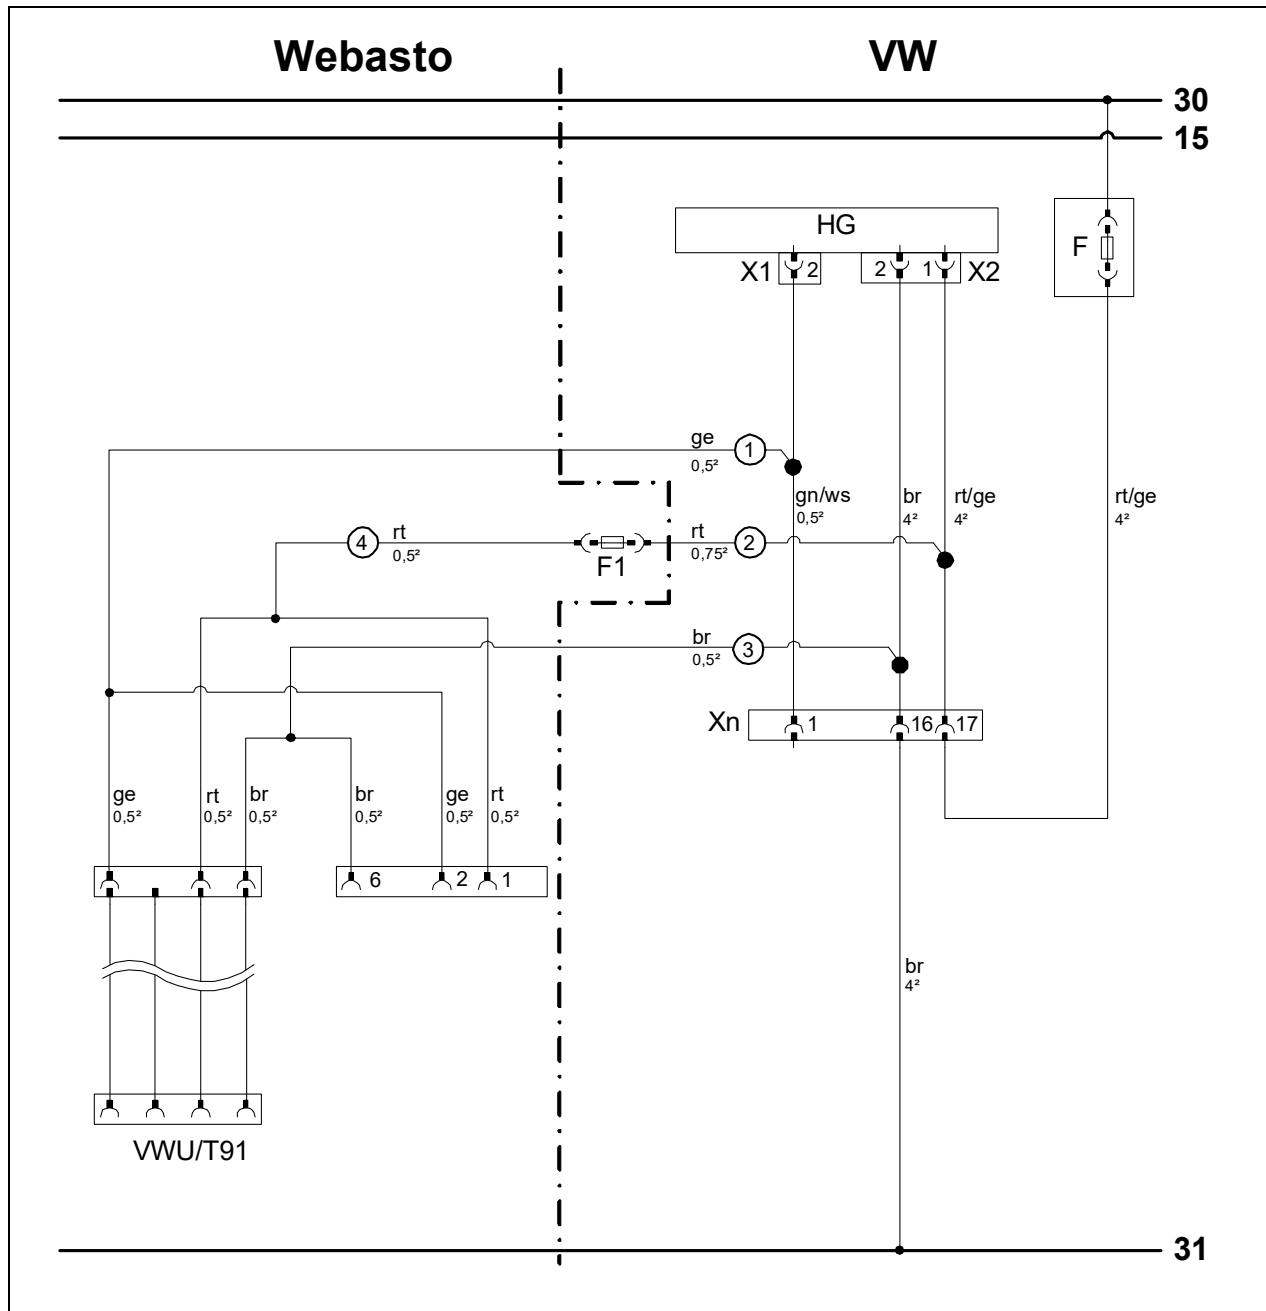 Webasto VW
30
15
HG
F
X1 2 2 1 X2
ge 1
0,5²
gn/ws br rt/ge rt/ge
0,5² 4² 4² 4²
4 rt F1 rt 2
0,5² 0,75²
br 3
0,5²
Xn 1 16 17
ge rt br br ge rt
0,5² 0,5² 0,5² 0,5² 0,5² 0,5²
6 2 1
br
4²
VWU/T91
31